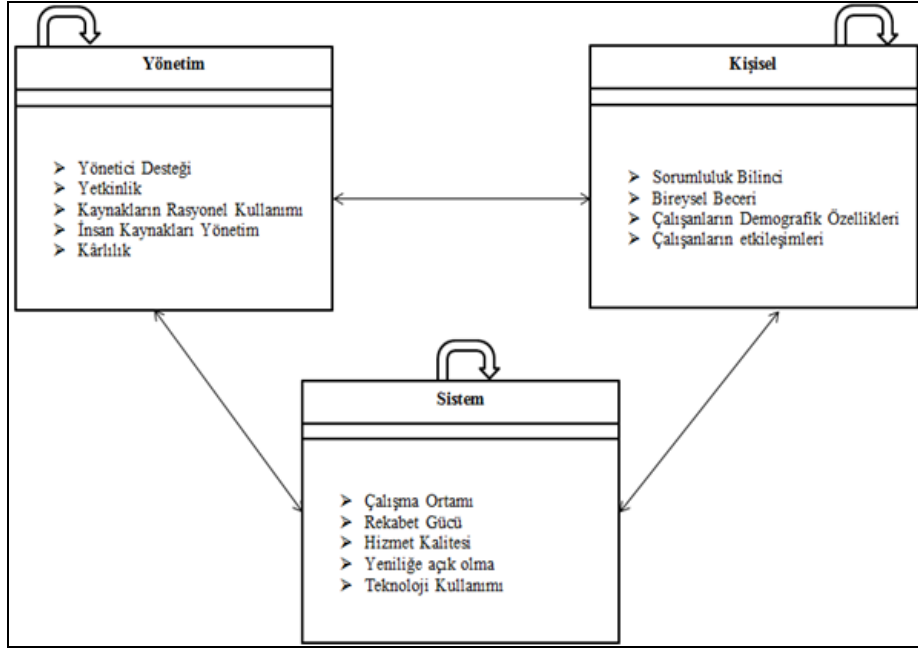 Yönetim
Yönetici Desteği
Yetkinlik
Kaynakların Rasyonel Kullanımı
İnsan Kaynakları Yönetim
Kârlılık
Kişisel
Sorumluluk Bilinci
Bireysel Beceri
Çalışanların Demografik Özellikleri
Çalışanların etkileşimleri
Sistem
Çalışma Ortamı
Rekabet Gücü
Hizmet Kalitesi
Yeniliğe açık olma
Teknoloji Kullanımı